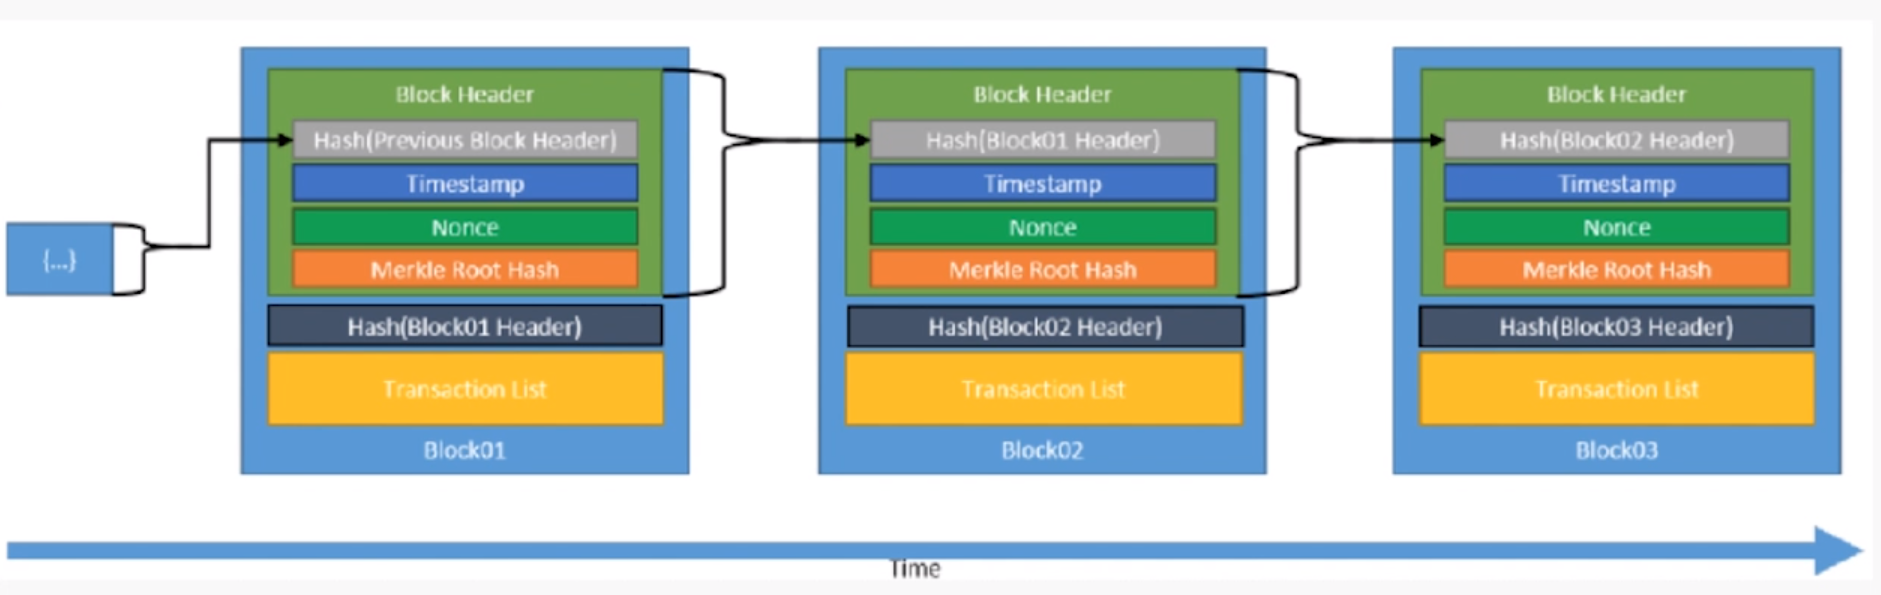 {...}
Block Header
Hash(Previous Block Header)
Timestamp
Nonce
Merkle Root Hash
Hash(Block01 Header)
Transaction List
Block01
Block Header
Hash(Block01 Header)
Timestamp
Nonce
Merkle Root Hash
Hash(Block02 Header)
Transaction List
Block02
Block Header
Hash(Block02 Header)
Timestamp
Nonce
Merkle Root Hash
Hash(Block03 Header)
Transaction List
Block03
Time